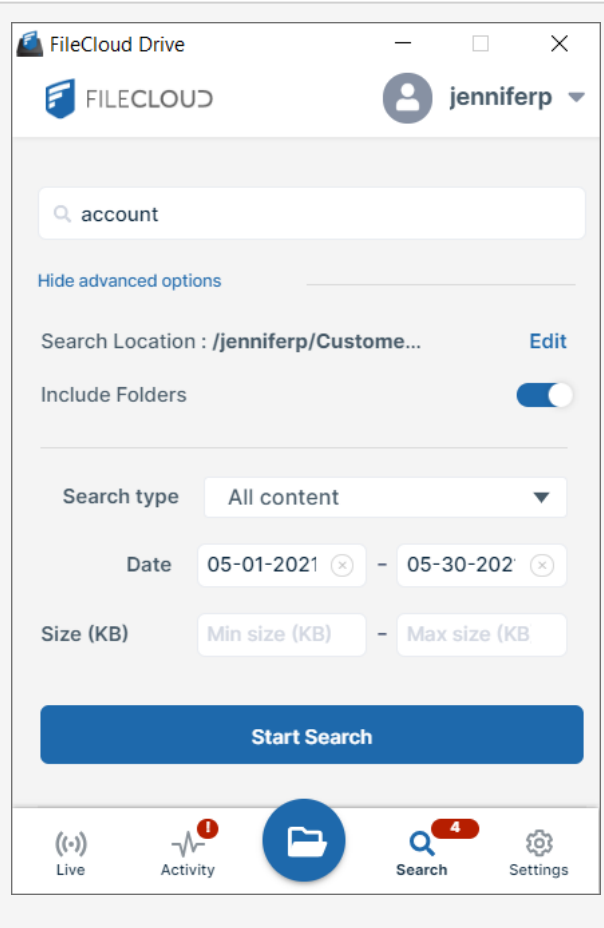 FileCloud Drive
FILECLOUD
jenniferp
account
Hide advanced options
Search Location : /jenniferp/Custome...
Edit
Include Folders
Search type
All content
Date
05-01-2021 - 05-30-202
Size (KB)
Min size (KB) - Max size (KB
Start Search
!
4
Live
Activity
Search
Settings